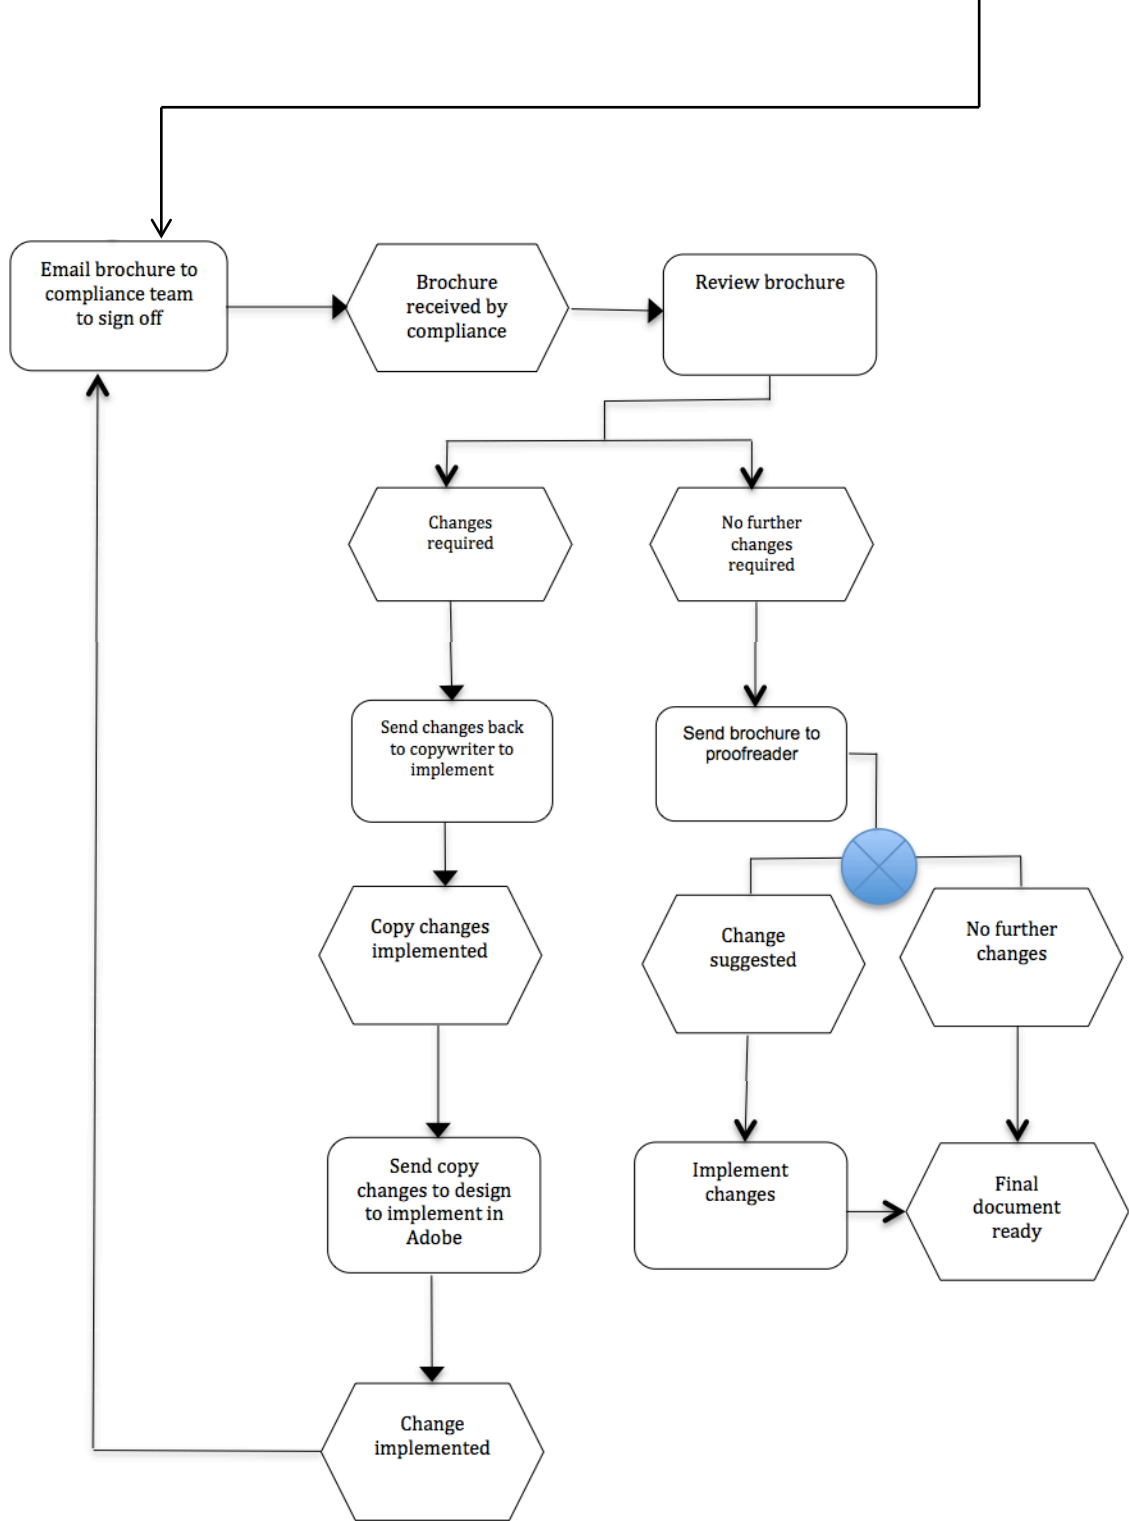 Email brochure to
compliance team
to sign off
Brochure
received by
compliance
Review brochure
Changes
required
No further
changes
required
Send changes back
to copywriter to
implement
Send brochure to
proofreader
Copy changes
implemented
Change
suggested
No further
changes
Send copy
changes to design
to implement in
Adobe
Implement
changes
Final
document
ready
Change
implemented